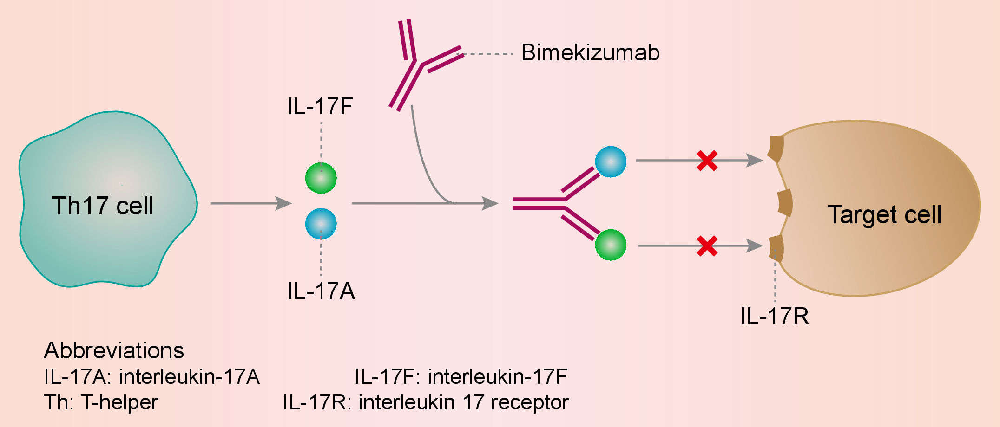 Bimekizumab
IL-17F
Th17 cell
Target cell
IL-17A
IL-17R
Abbreviations
IL-17A: interleukin-17A IL-17F: interleukin-17F
Th: T-helper IL-17R: interleukin 17 receptor